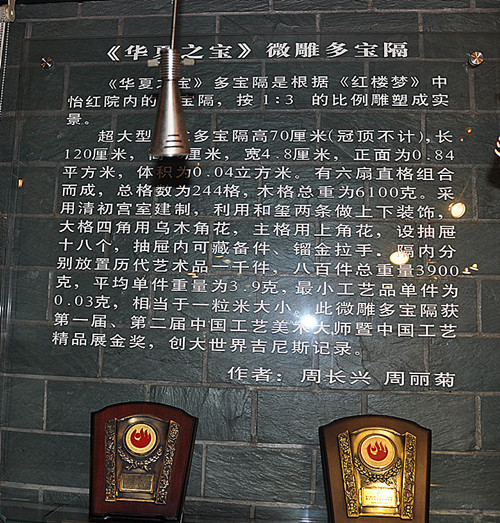 《华夏之宝》微雕多宝隔
《华夏之宝》多宝隔是根据《红楼梦》中
怡红院内的 宝隔，按1:3 的比例雕塑成实
景。
超大型 多宝隔高70厘米(冠顶不计)，长
120厘米， 厘米，宽4.8厘米，正面为0.84
平方米，体积为0.04立方米。有六扇直格组合
而成，总格数为244格，木格总重为6100克。采
用清初宫室建制，利用和玺两条做上下装饰，
大格四角用乌木角花，主格用上角花，设抽屉
十八个，抽屉内可藏备件、镏金拉手。隔内分
别放置历代艺术品一千件，八百件总重量3900
克，平均单件重量为3.9克，最小工艺品单件为
0.03克，相当于一粒米大小。此微雕多宝隔获
第一届、第二届中国工艺美术大师暨中国工艺
精品展金奖，创大世界吉尼斯记录。
作者：周长兴 周丽菊